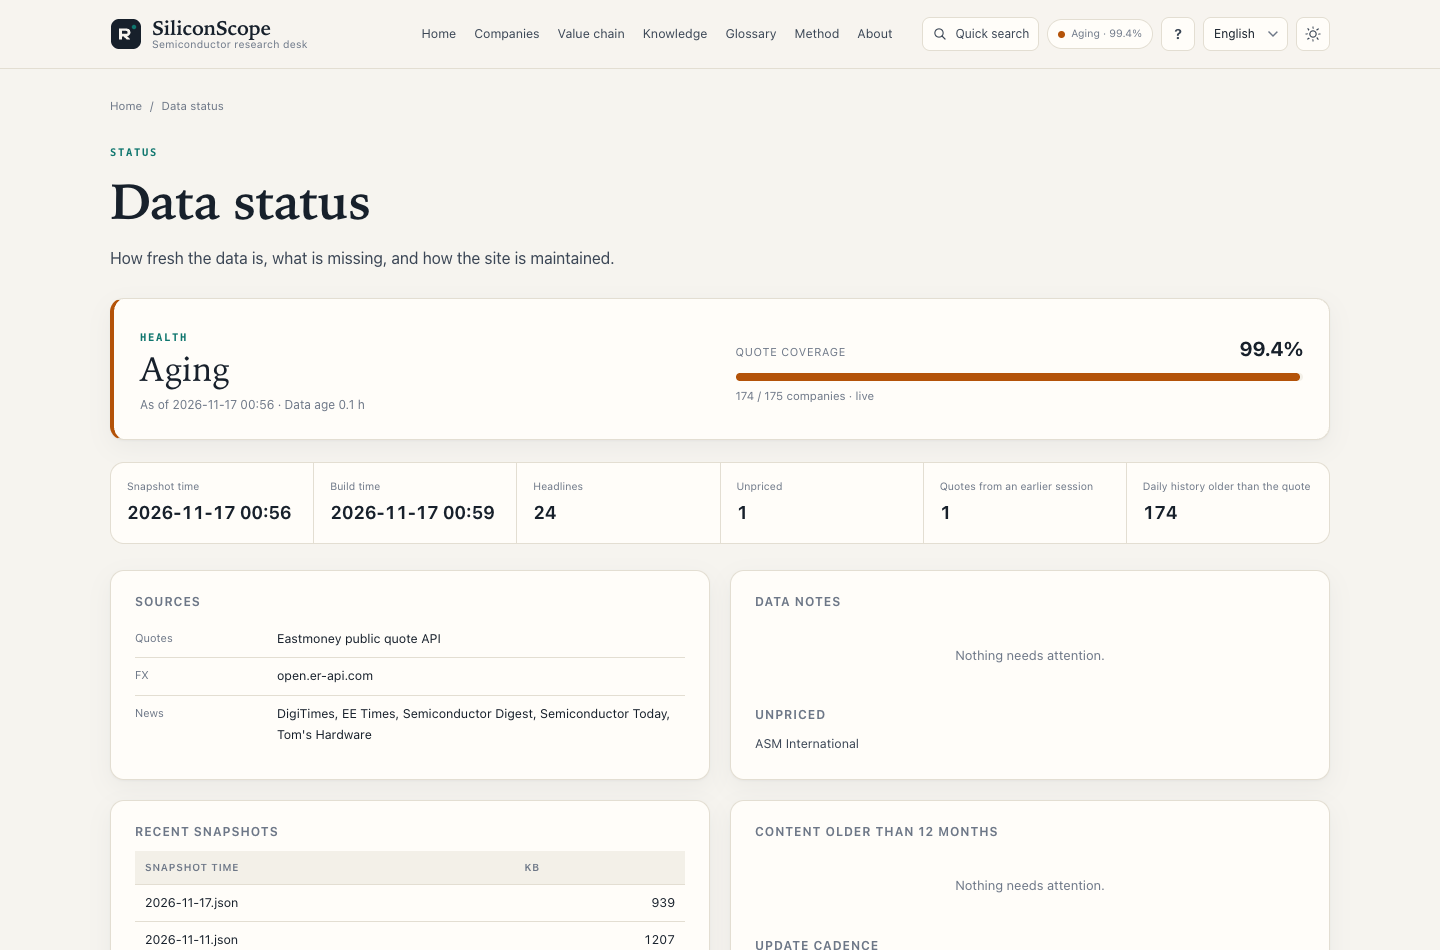 SiliconScope
Semiconductor research desk
Home
Companies
Value chain
Knowledge
Glossary
Method
About
Quick search
Aging · 99.4%
?
English
Home / Data status
STATUS
Data status
How fresh the data is, what is missing, and how the site is maintained.
HEALTH
Aging
As of 2026-11-17 00:56 · Data age 0.1 h
QUOTE COVERAGE
99.4%
174 / 175 companies · live
Snapshot time
2026-11-17 00:56
Build time
2026-11-17 00:59
Headlines
24
Unpriced
1
Quotes from an earlier session
1
Daily history older than the quote
174
SOURCES
Quotes
Eastmoney public quote API
FX
open.er-api.com
News
DigiTimes, EE Times, Semiconductor Digest, Semiconductor Today,
Tom's Hardware
DATA NOTES
Nothing needs attention.
UNPRICED
ASM International
RECENT SNAPSHOTS
SNAPSHOT TIME
KB
2026-11-17.json
939
2026-11-11.json
1207
CONTENT OLDER THAN 12 MONTHS
Nothing needs attention.
UPDATE CADENCE